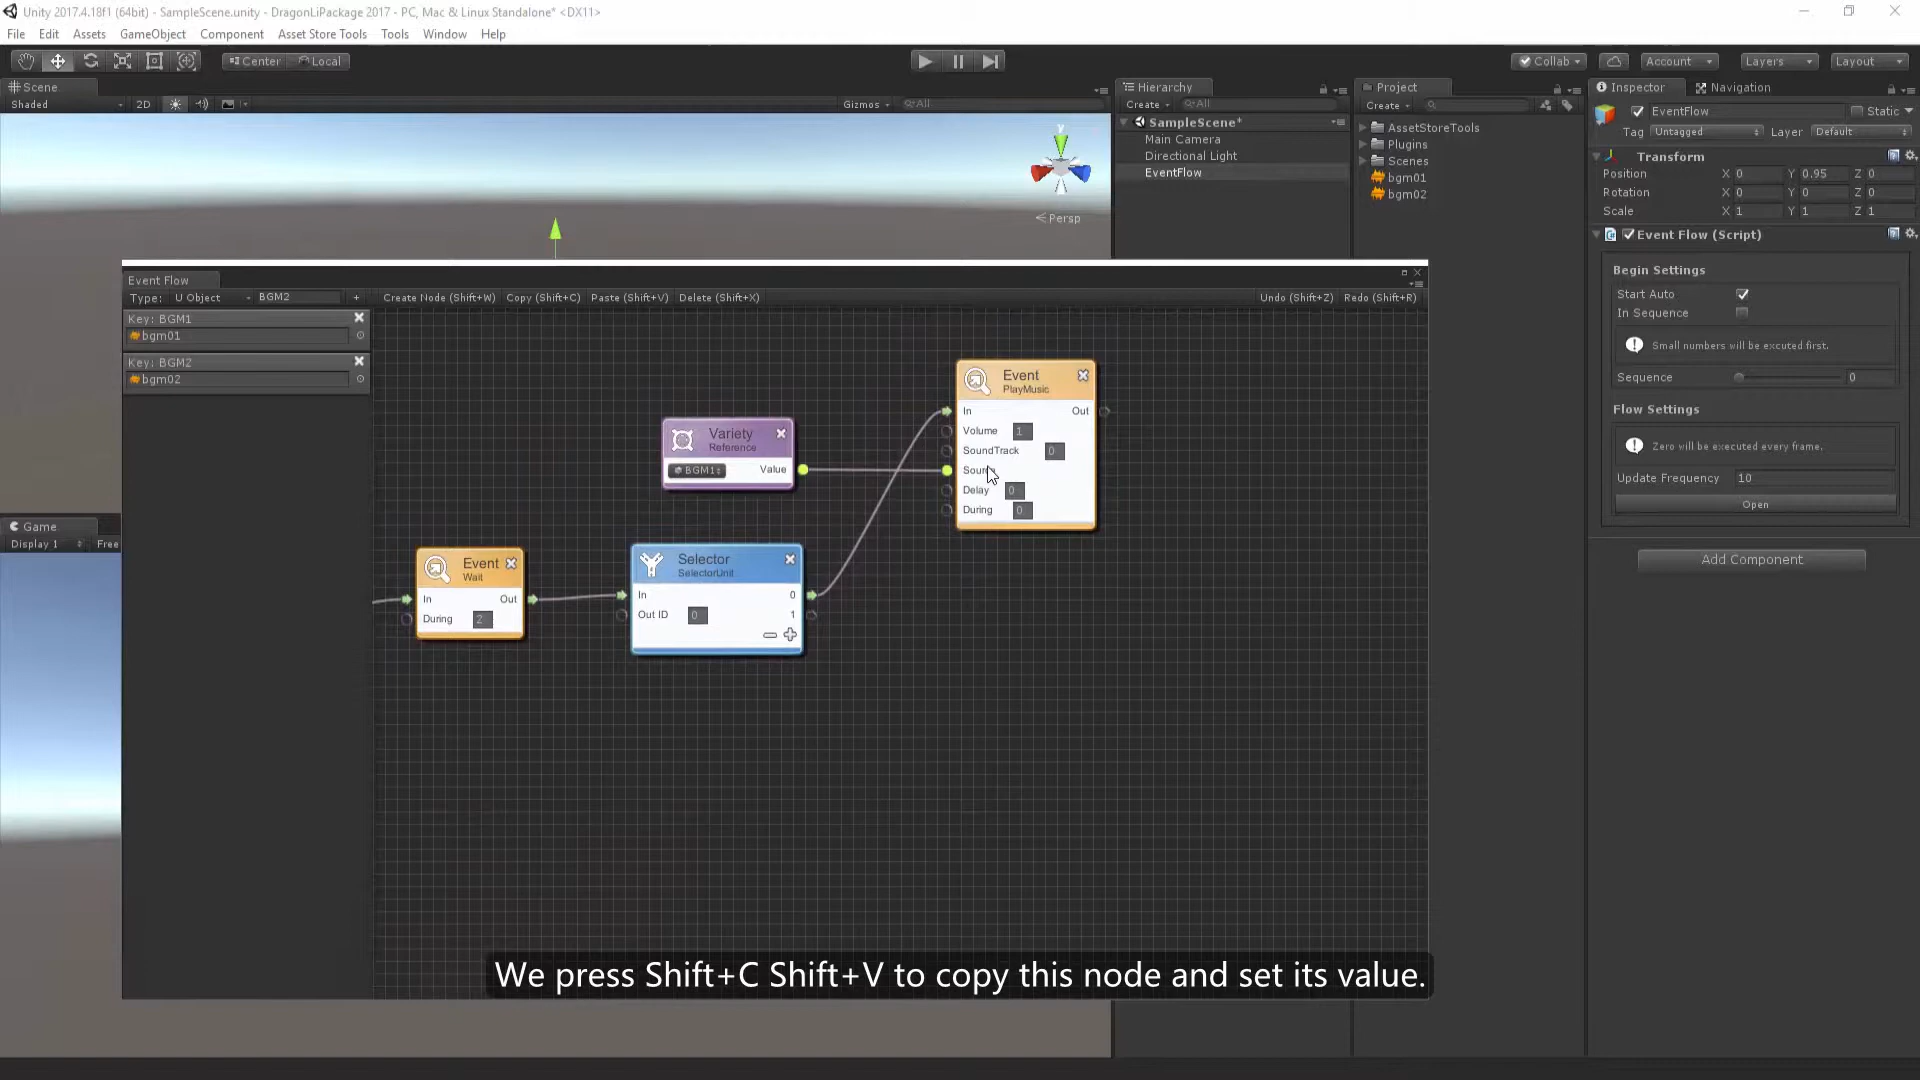 Unity 2017.4.18f1 (64bit) - SampleScene.unity - DragonLiPackage 2017 - PC, Mac & Linux Standalone* <DX11>
File Edit Assets GameObject Component Asset Store Tools Tools Window Help
Center Local
Collab Account Layers Layout
Scene
Shaded 2D Gizmos All
y
Persp
Hierarchy
Create All
SampleScene*
Main Camera
Directional Light
EventFlow
Project
Create
AssetStoreTools
Plugins
Scenes
bgm01
bgm02
Inspector Navigation
EventFlow Static
Tag Untagged Layer Default
Transform
Position X 0 Y 0.95 Z 0
Rotation X 0 Y 0 Z 0
Scale X 1 Y 1 Z 1
Event Flow (Script)
Begin Settings
Start Auto
In Sequence
Small numbers will be excuted first.
Sequence 0
Flow Settings
Zero will be executed every frame.
Update Frequency 10
Open
Add Component
Game
Display 1 Free
Event Flow
Type: U Object BGM2 + Create Node (Shift+W) Copy (Shift+C) Paste (Shift+V) Delete (Shift+X) Undo (Shift+Z) Redo (Shift+R)
Key: BGM1
bgm01
Key: BGM2
bgm02
Event
PlayMusic
In Out
Volume 1
SoundTrack 0
Delay 0
During 0
Variety
Reference
BGM1 Value
Event
Wait
In Out
During 2
Selector
SelectorUnit
In 0
Out ID 0 1
We press Shift+C Shift+V to copy this node and set its value.